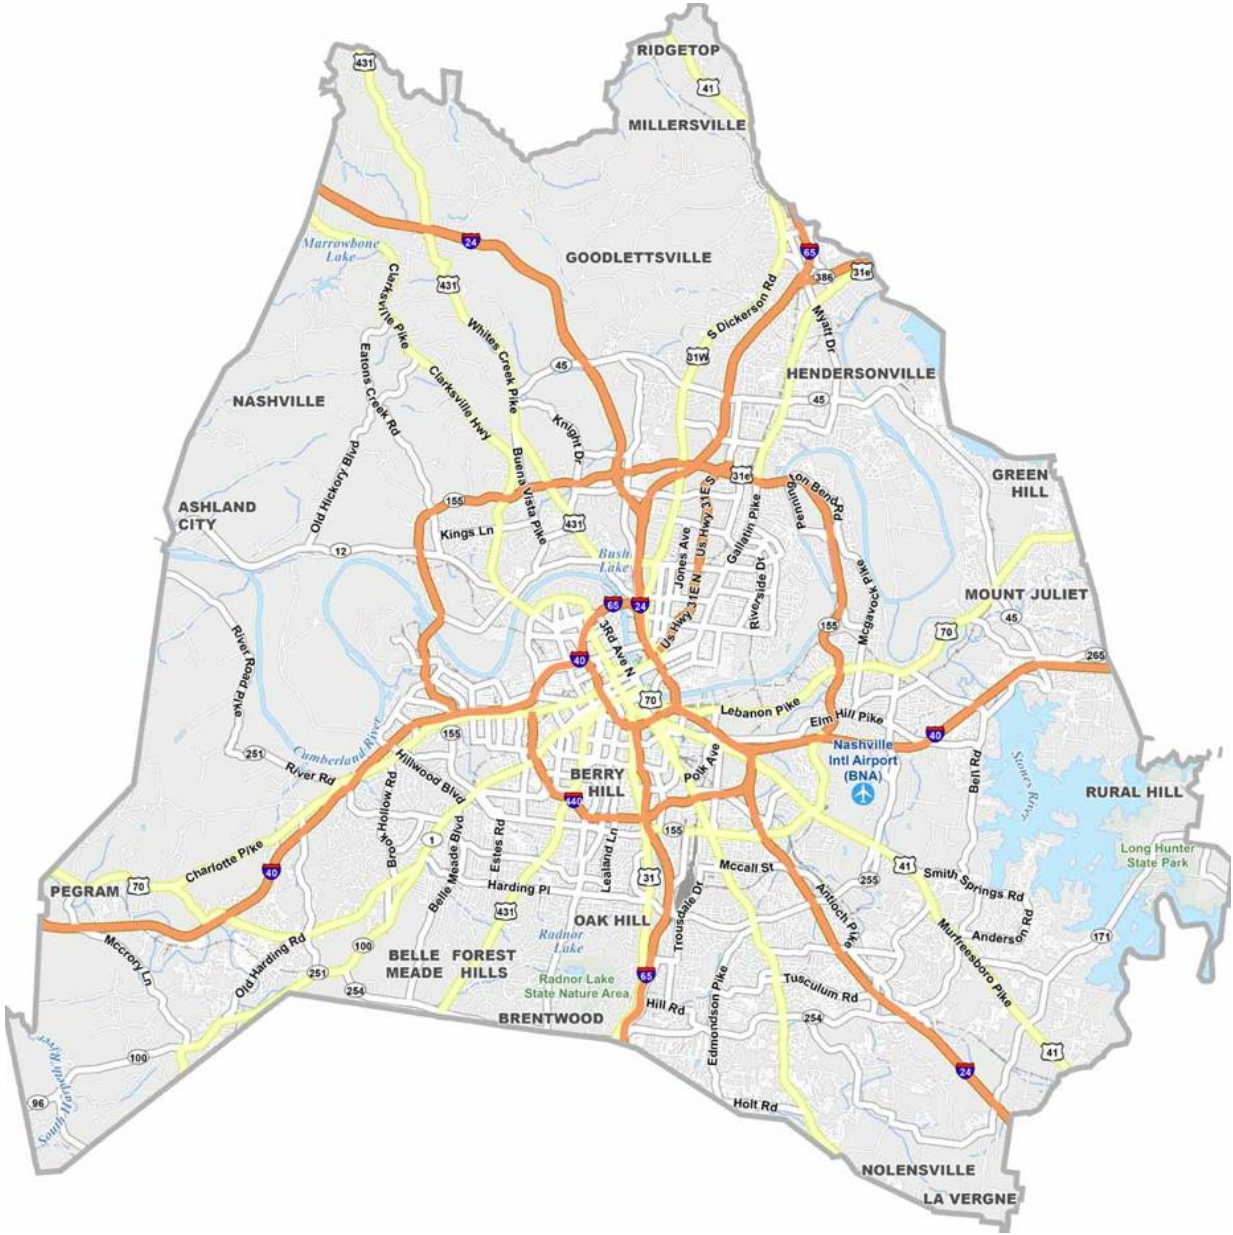 RIDGETOP
431
41
MILLERSVILLE
24
Marrowbone
Lake
GOODLETTSVILLE
65
31e
386
431
Clarksville Pike
S Dickerson Rd
Myatt Dr
Whites Creek Pike
31W
45
Eatons Creek Rd
Clarksville Hwy
HENDERSONVILLE
NASHVILLE
45
Knight Dr
Old Hickory Blvd
Buena Vista Pike
31e
GREEN
HILL
ASHLAND
CITY
155
Us Hwy 31E S
Gallatin Pike
Penning
ton Bend Rd
Kings Ln
431
12
Bush
Lake
Jones Ave
Riverside Dr
Mcgavock Pike
MOUNT JULIET
65
24
Us Hwy 31E N
45
River Road Pike
3Rd Ave N
155
70
40
265
70
Lebanon Pike
Elm Hill Pike
Cumberland River
155
40
251
River Rd
Hillwood Blvd
Polk Ave
Nashville
Intl Airport
(BNA)
Bell Rd
Stones River
BERRY
HILL
440
RURAL HILL
Brook Hollow Rd
Belle Meade Blvd
Estes Rd
Lealand Ln
155
1
Charlotte Pike
Mccall St
41
Long Hunter
State Park
40
Smith Springs Rd
PEGRAM
70
Harding Pl
31
255
Antioch Pike
431
OAK HILL
Trousdale Dr
Murfreesboro Pike
Anderson Rd
171
Mccrory Ln
Old Harding Rd
100
Radnor
Lake
BELLE
MEADE
FOREST
HILLS
251
254
Radnor Lake
State Nature Area
65
Tusculum Rd
BRENTWOOD
Hill Rd
Edmondson Pike
254
100
41
South Harpeth River
24
96
Holt Rd
NOLENSVILLE
LA VERGNE